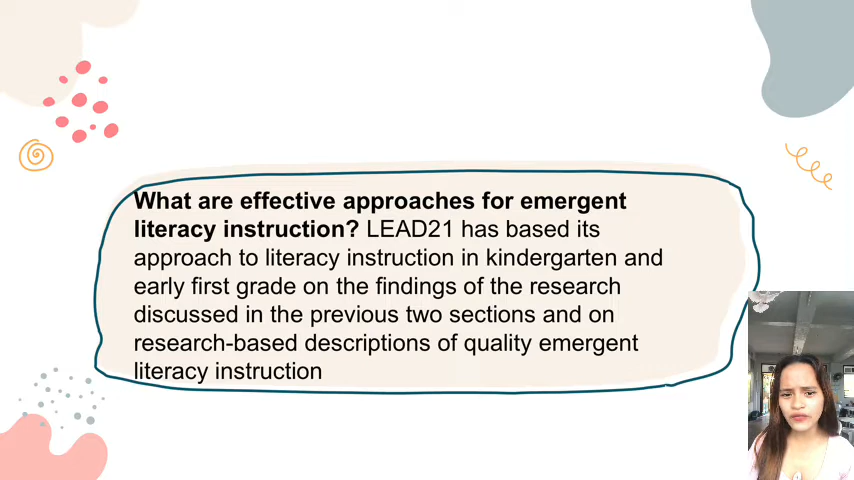 What are effective approaches for emergent
literacy instruction? LEAD21 has based its
approach to literacy instruction in kindergarten and
early first grade on the findings of the research
discussed in the previous two sections and on
research-based descriptions of quality emergent
literacy instruction